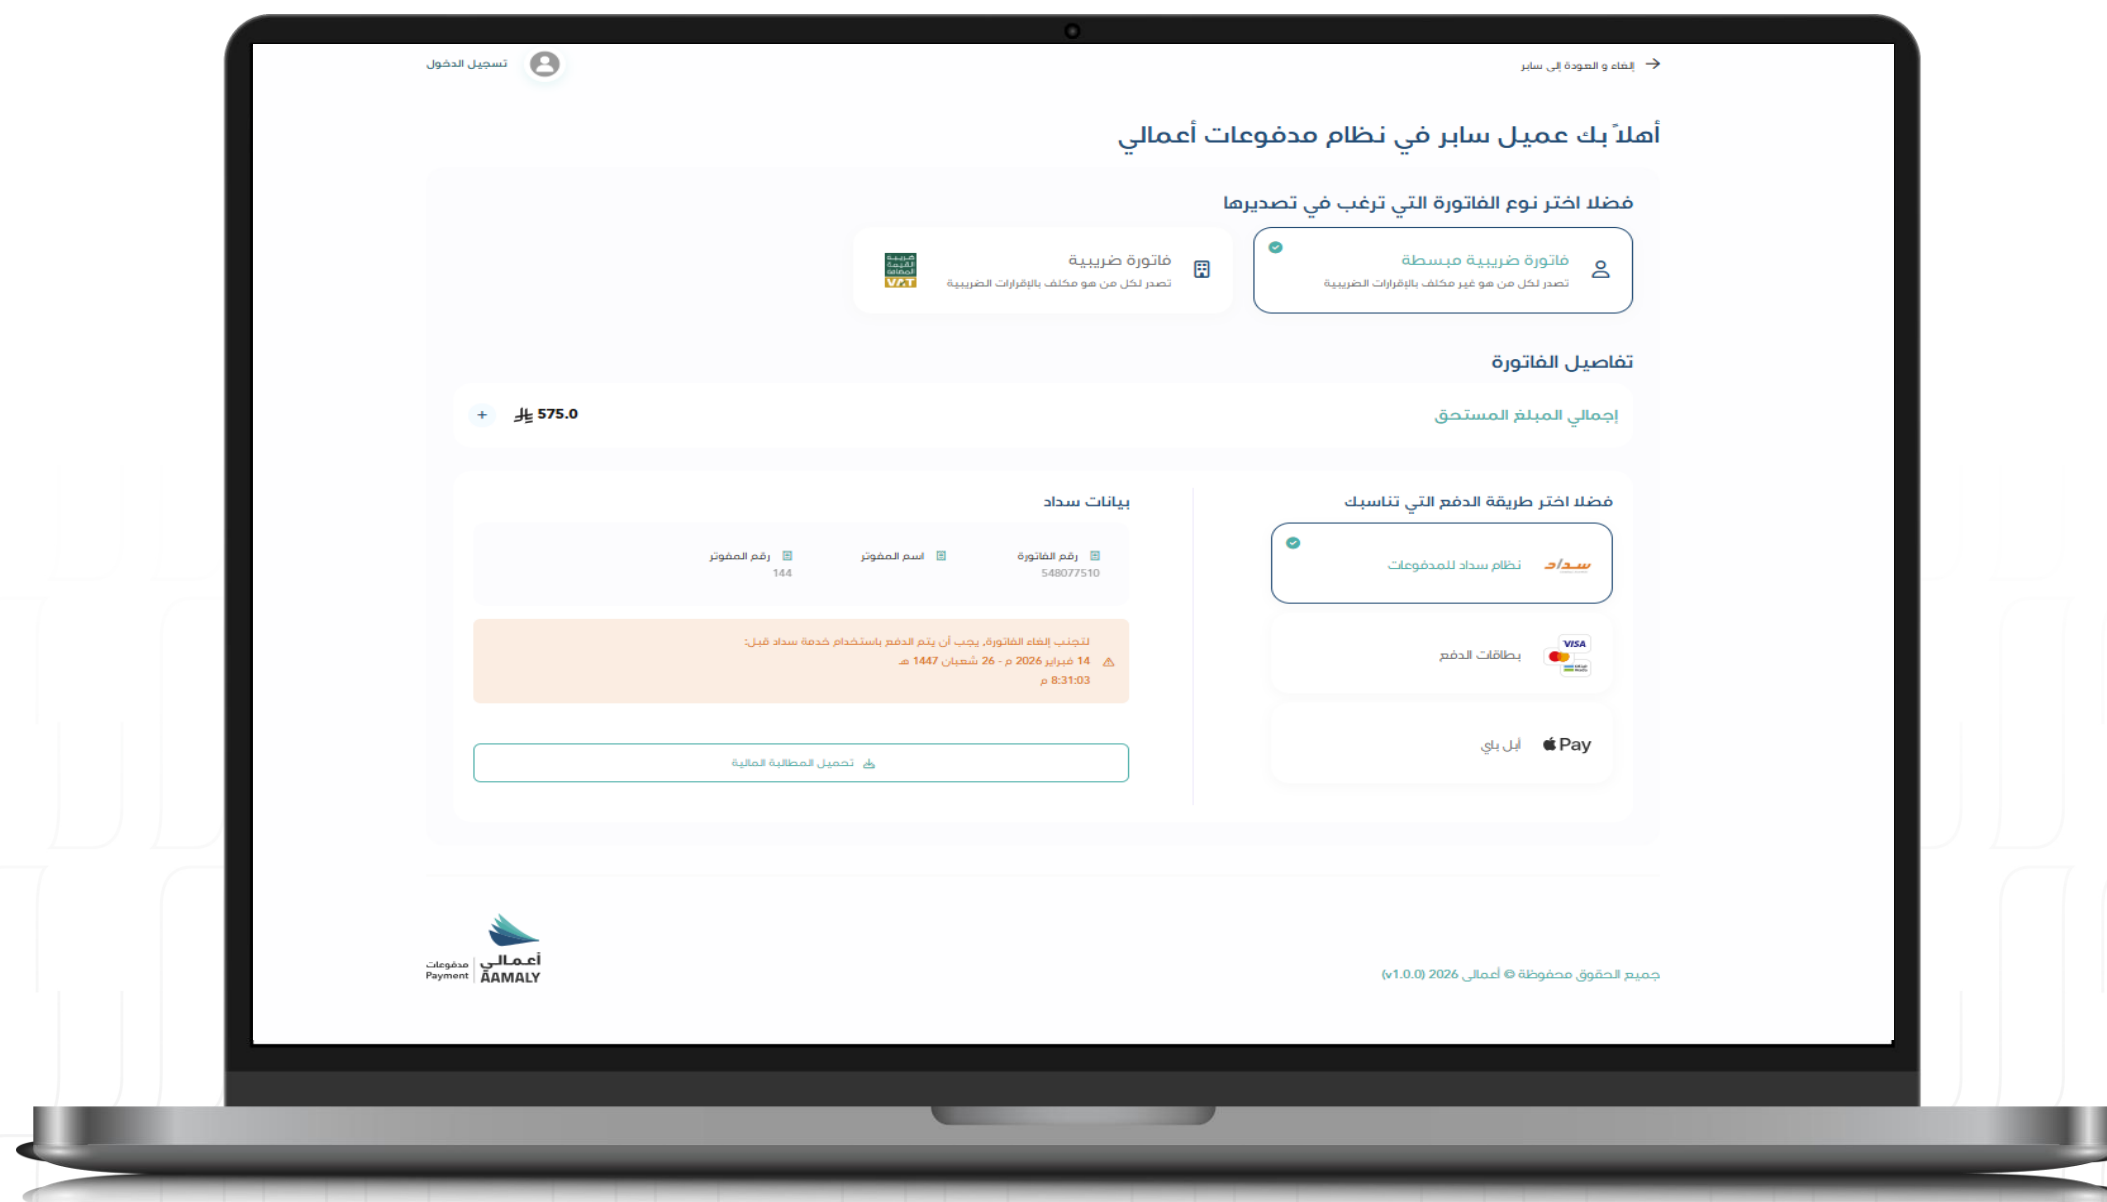 إلغاء و العودة إلى سابر
تسجيل الدخول
أهلاً بك عميل سابر في نظام مدفوعات أعمالي
فضلا اختر نوع الفاتورة التي ترغب في تصديرها
فاتورة ضريبية مبسطة
تصدر لكل من هو غير مكلف بالإقرارات الضريبية
فاتورة ضريبية
تصدر لكل من هو مكلف بالإقرارات الضريبية
ضريبة
القيمة
المضافة
VAT
تفاصيل الفاتورة
إجمالي المبلغ المستحق
575.0
+
فضلا اختر طريقة الدفع التي تناسبك
سداد
نظام سداد للمدفوعات
VISA
بطاقات الدفع
Pay
أبل باي
بيانات سداد
رقم الفاتورة
548077510
اسم المفوتر
رقم المفوتر
144
لتجنب إلغاء الفاتورة, يجب أن يتم الدفع باستخدام خدمة سداد قبل:
14 فبراير 2026 م - 26 شعبان 1447 هـ
8:31:03 م
تحميل المطالبة المالية
جميع الحقوق محفوظة © أعمالى 2026 (v1.0.0)
أعمالي
AAMALY
مدفوعات
Payment